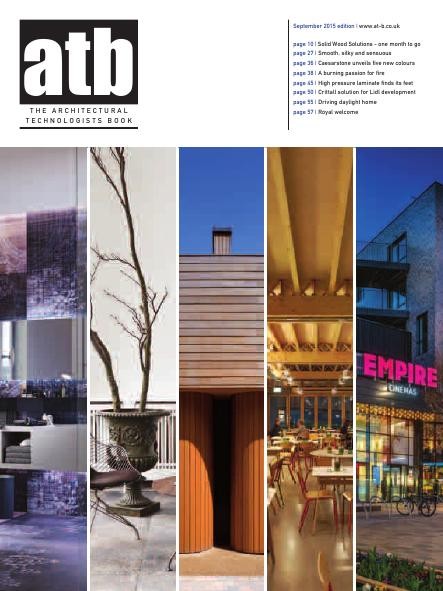 atb
THE ARCHITECTURAL
TECHNOLOGISTS BOOK
September 2015 edition | www.at-b.co.uk
page 10 | Solid Wood Solutions - one month to go
page 27 | Smooth, silky and sensuous
page 36 | Caesarstone unveils five new colours
page 38 | A burning passion for fire
page 45 | High pressure laminate finds its feet
page 50 | Crittall solution for Lidl development
page 55 | Driving daylight home
page 57 | Royal welcome
EMPIRE
CINEMAS